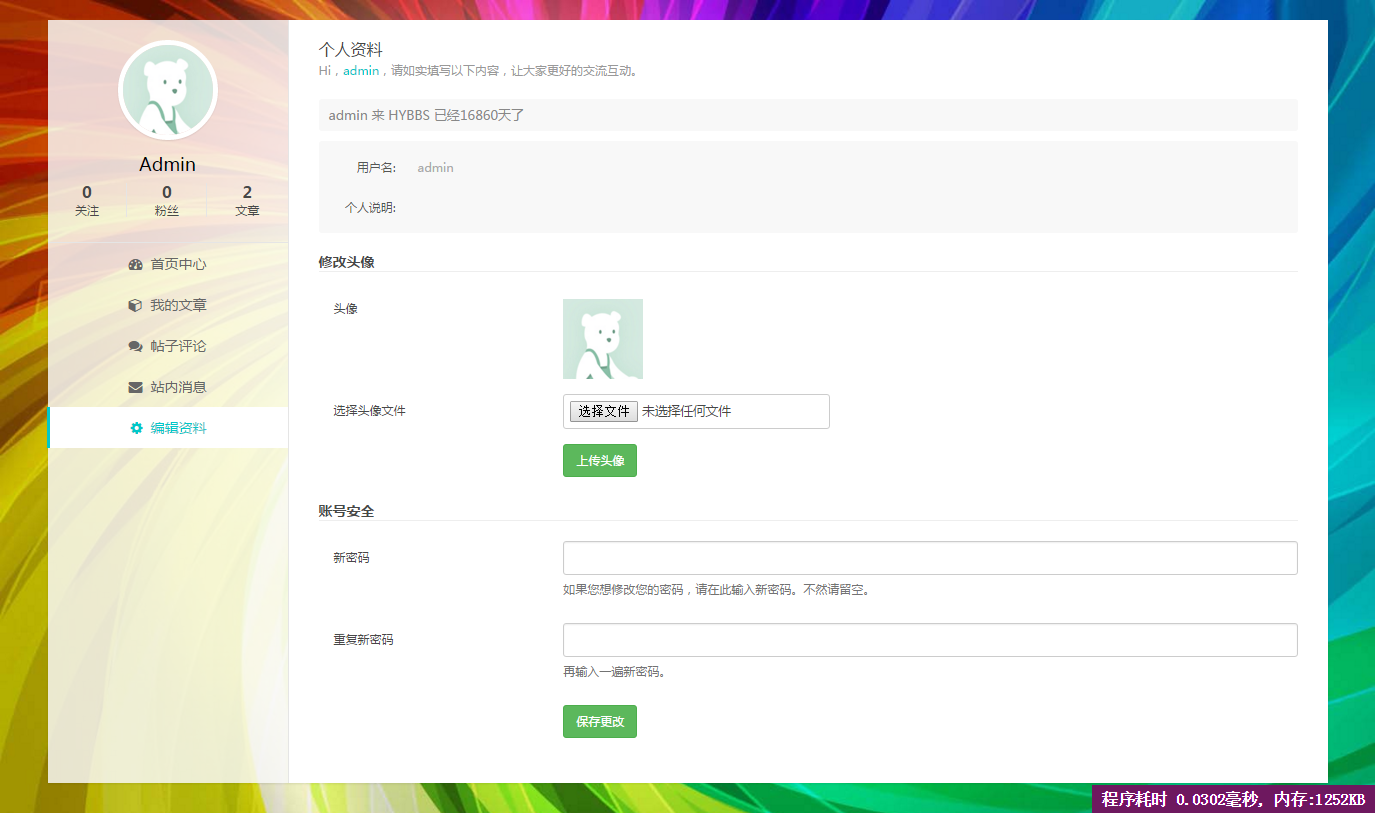 Admin
0 0 2
关注 粉丝 文章
首页中心
我的文章
帖子评论
站内消息
编辑资料
个人资料
Hi，admin，请如实填写以下内容，让大家更好的交流互动。
admin 来 HYBBS 已经16860天了
用户名: admin
个人说明:
修改头像
头像
选择头像文件 选择文件 未选择任何文件
上传头像
账号安全
新密码
如果您想修改您的密码，请在此输入新密码。不然请留空。
重复新密码
再输入一遍新密码。
保存更改
程序耗时 0.0302毫秒, 内存:1252KB